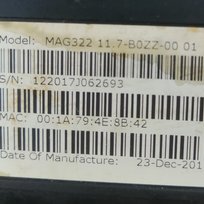 Model: MAG322 11.7-B0ZZ-00 01
S/N: 122017J062693
MAC: 00:1A:79:4E:8B:42
Date Of Manufacture: 23-Dec-201